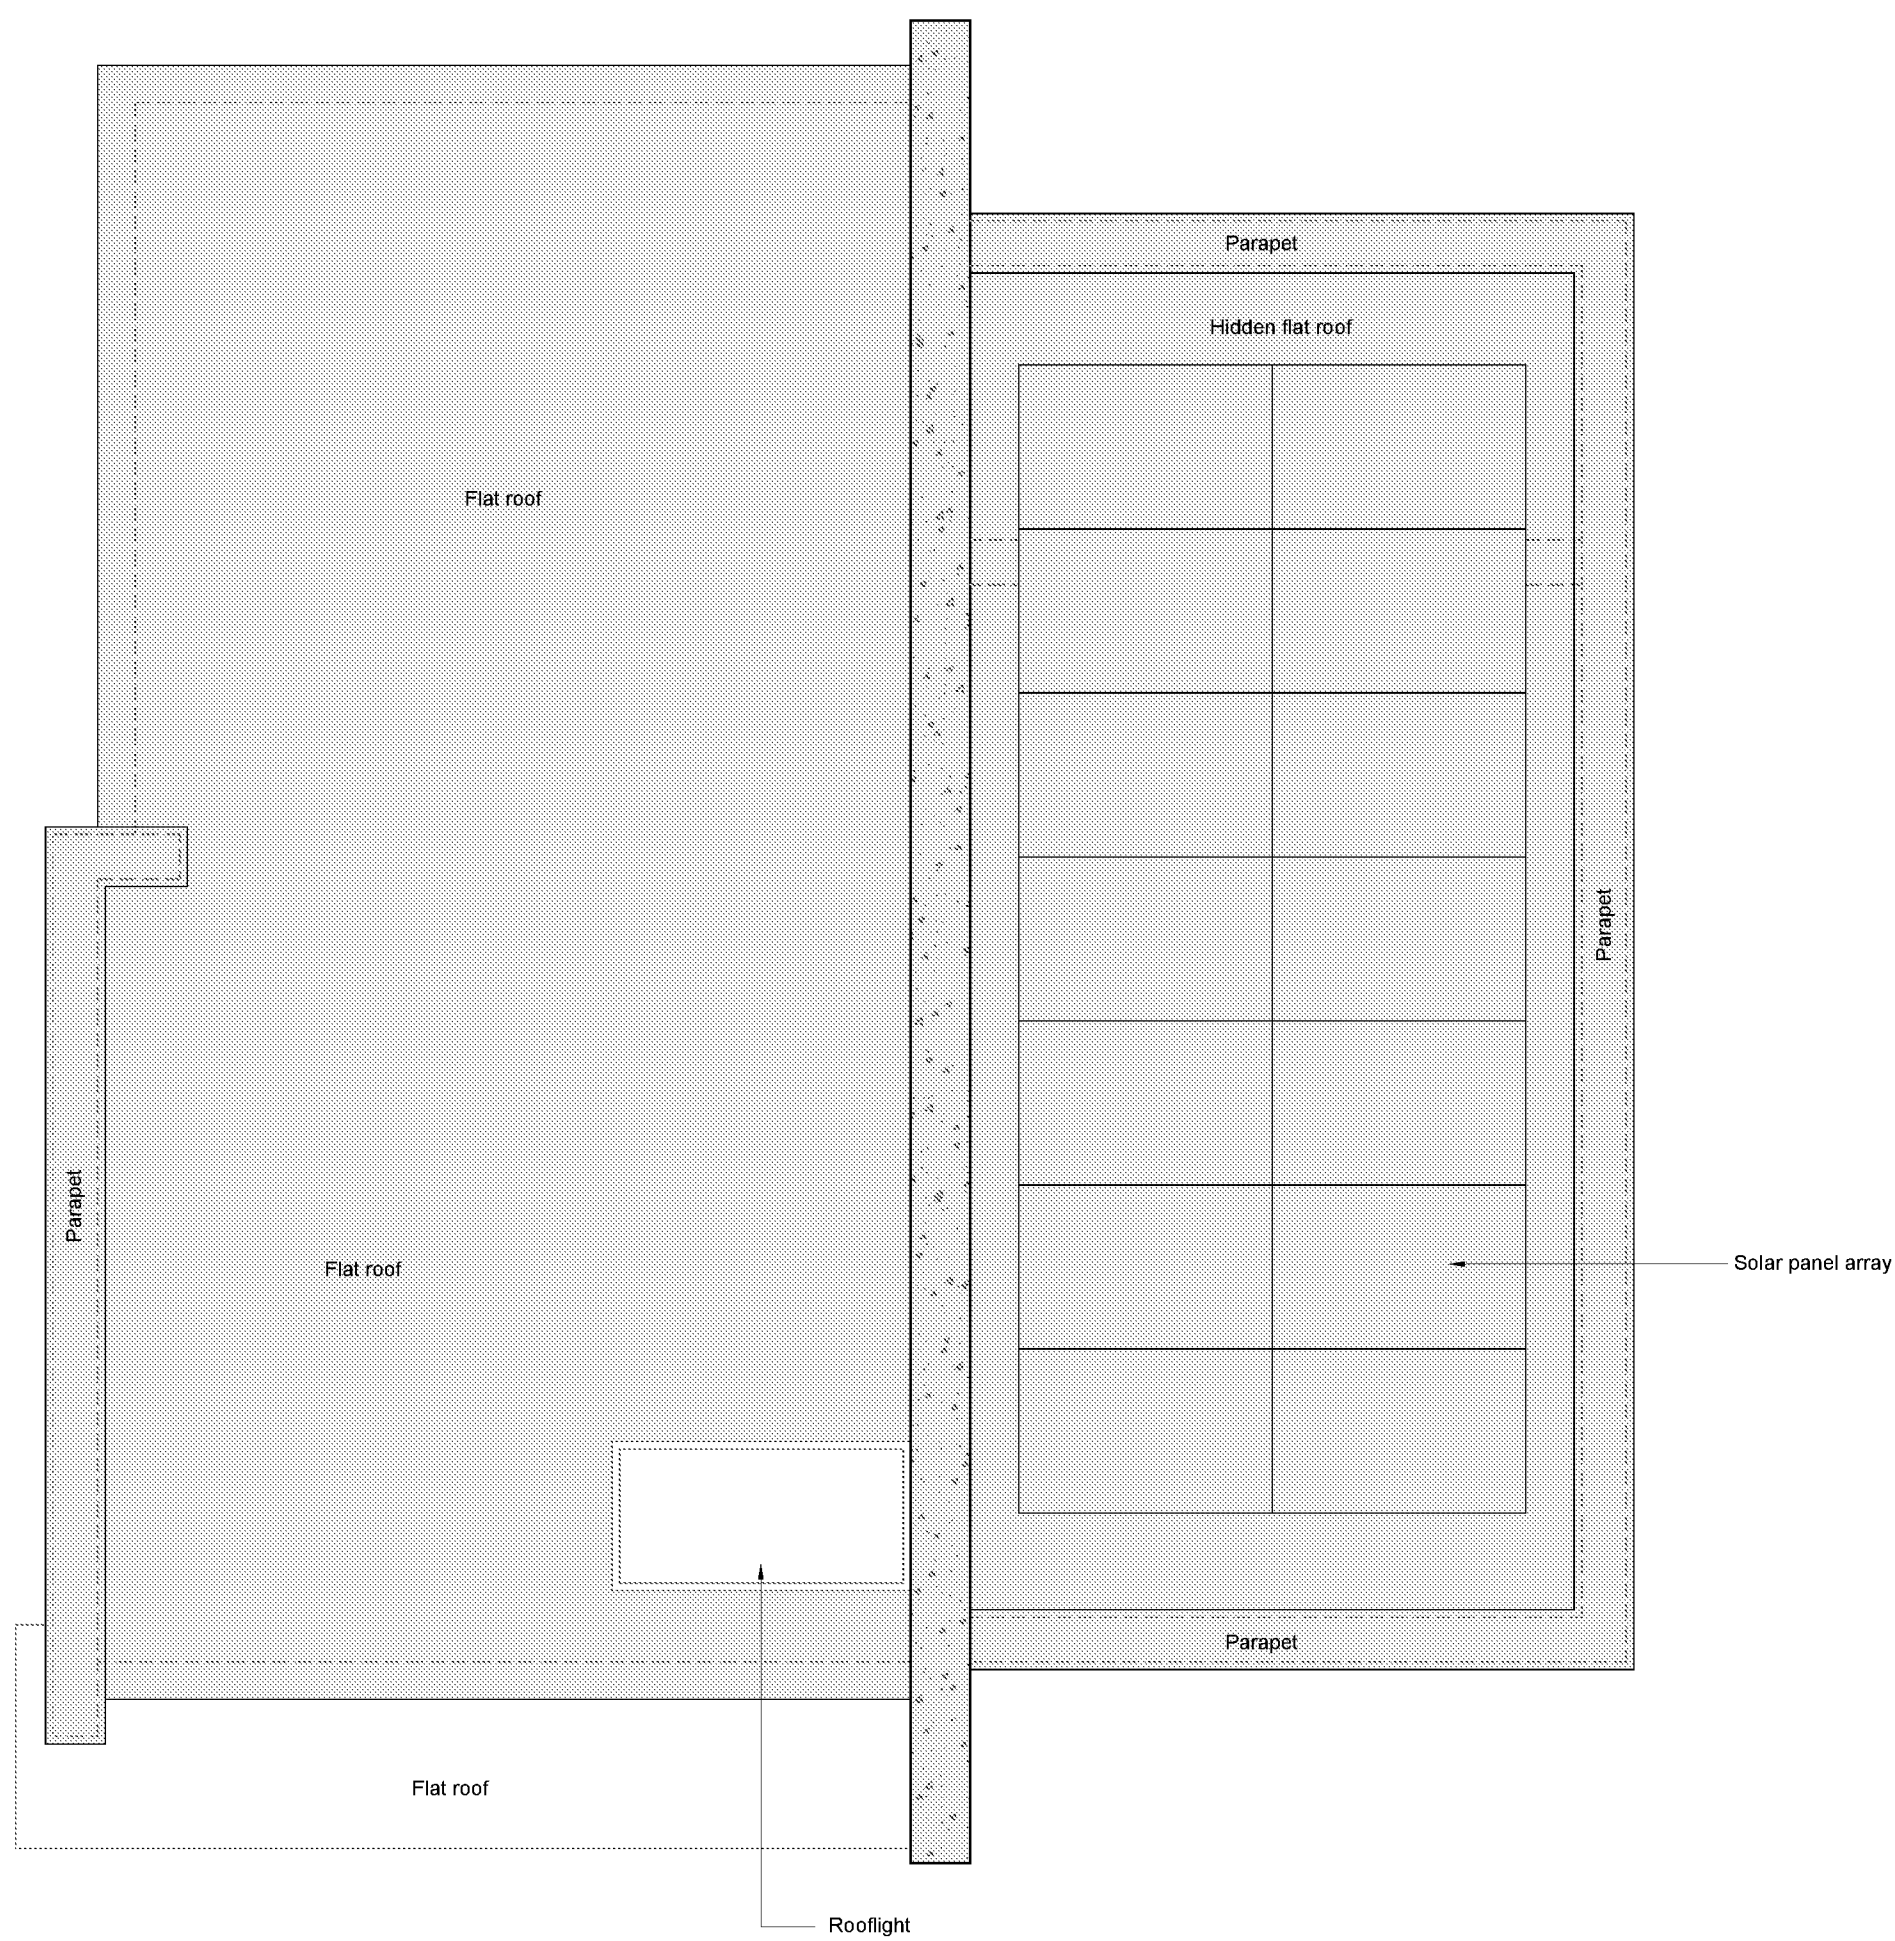 Parapet
Hidden flat roof
Flat roof
Parapet
Parapet
Flat roof
Solar panel array
Parapet
Flat roof
Rooflight